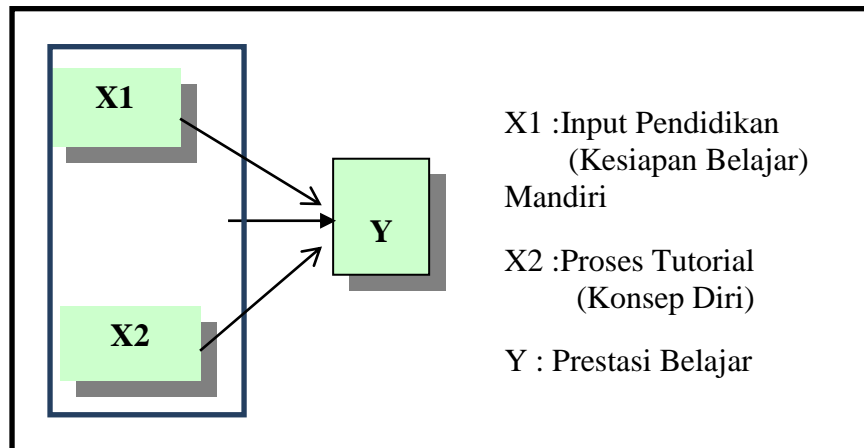 X1
X2
Y
X1 :Input Pendidikan
(Kesiapan Belajar)
Mandiri
X2 :Proses Tutorial
(Konsep Diri)
Y : Prestasi Belajar